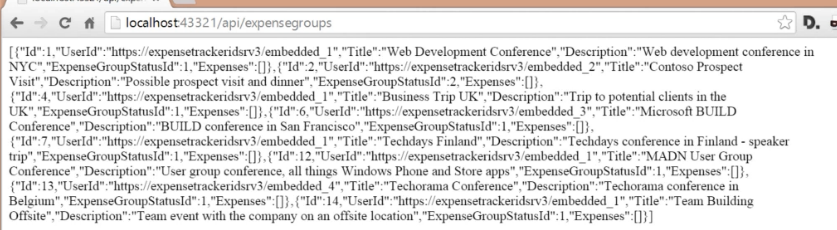 localhost:43321/api/expensegroups
D.
[{"Id":1,"UserId":"https://expensetrackeridsrv3/embedded_1","Title":"Web Development Conference","Description":"Web development conference in
NYC","ExpenseGroupStatusId":1,"Expenses":[]},{"Id":2,"UserId":"https://expensetrackeridsrv3/embedded_2","Title":"Contoso Prospect
Visit","Description":"Possible prospect visit and dinner","ExpenseGroupStatusId":2,"Expenses":[]},
{"Id":4,"UserId":"https://expensetrackeridsrv3/embedded_1","Title":"Business Trip UK","Description":"Trip to potential clients in the
UK","ExpenseGroupStatusId":1,"Expenses":[]},{"Id":6,"UserId":"https://expensetrackeridsrv3/embedded_3","Title":"Microsoft BUILD
Conference","Description":"BUILD conference in San Francisco","ExpenseGroupStatusId":1,"Expenses":[]},
{"Id":7,"UserId":"https://expensetrackeridsrv3/embedded_1","Title":"Techdays Finland","Description":"Techdays conference in Finland - speaker
trip","ExpenseGroupStatusId":1,"Expenses":[]},{"Id":12,"UserId":"https://expensetrackeridsrv3/embedded_1","Title":"MADN User Group
Conference","Description":"User group conference, all things Windows Phone and Store apps","ExpenseGroupStatusId":1,"Expenses":[]},
{"Id":13,"UserId":"https://expensetrackeridsrv3/embedded_4","Title":"Techorama Conference","Description":"Techorama conference in
Belgium","ExpenseGroupStatusId":1,"Expenses":[]},{"Id":14,"UserId":"https://expensetrackeridsrv3/embedded_1","Title":"Team Building
Offsite","Description":"Team event with the company on an offsite location","ExpenseGroupStatusId":1,"Expenses":[]}]